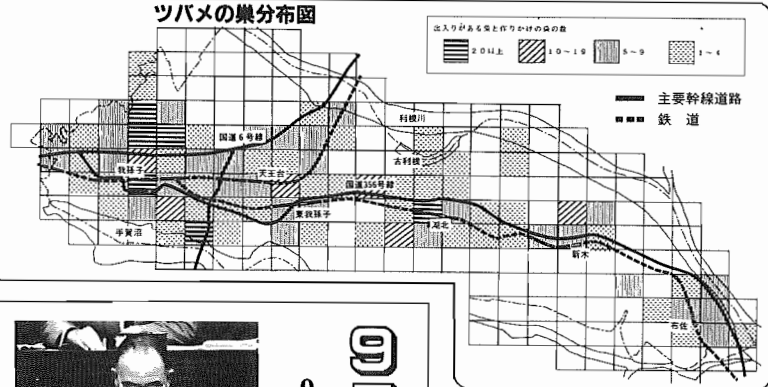 ツバメの巣分布図
出入りがある巣と作りかけの巣の数
20以上
10~19
5~9
1~4
主要幹線道路
鉄 道
利根川
国道6号線
古利根
我孫子
天王台
国道356号線
東我孫子
手賀沼
湖北
新木
布佐
9